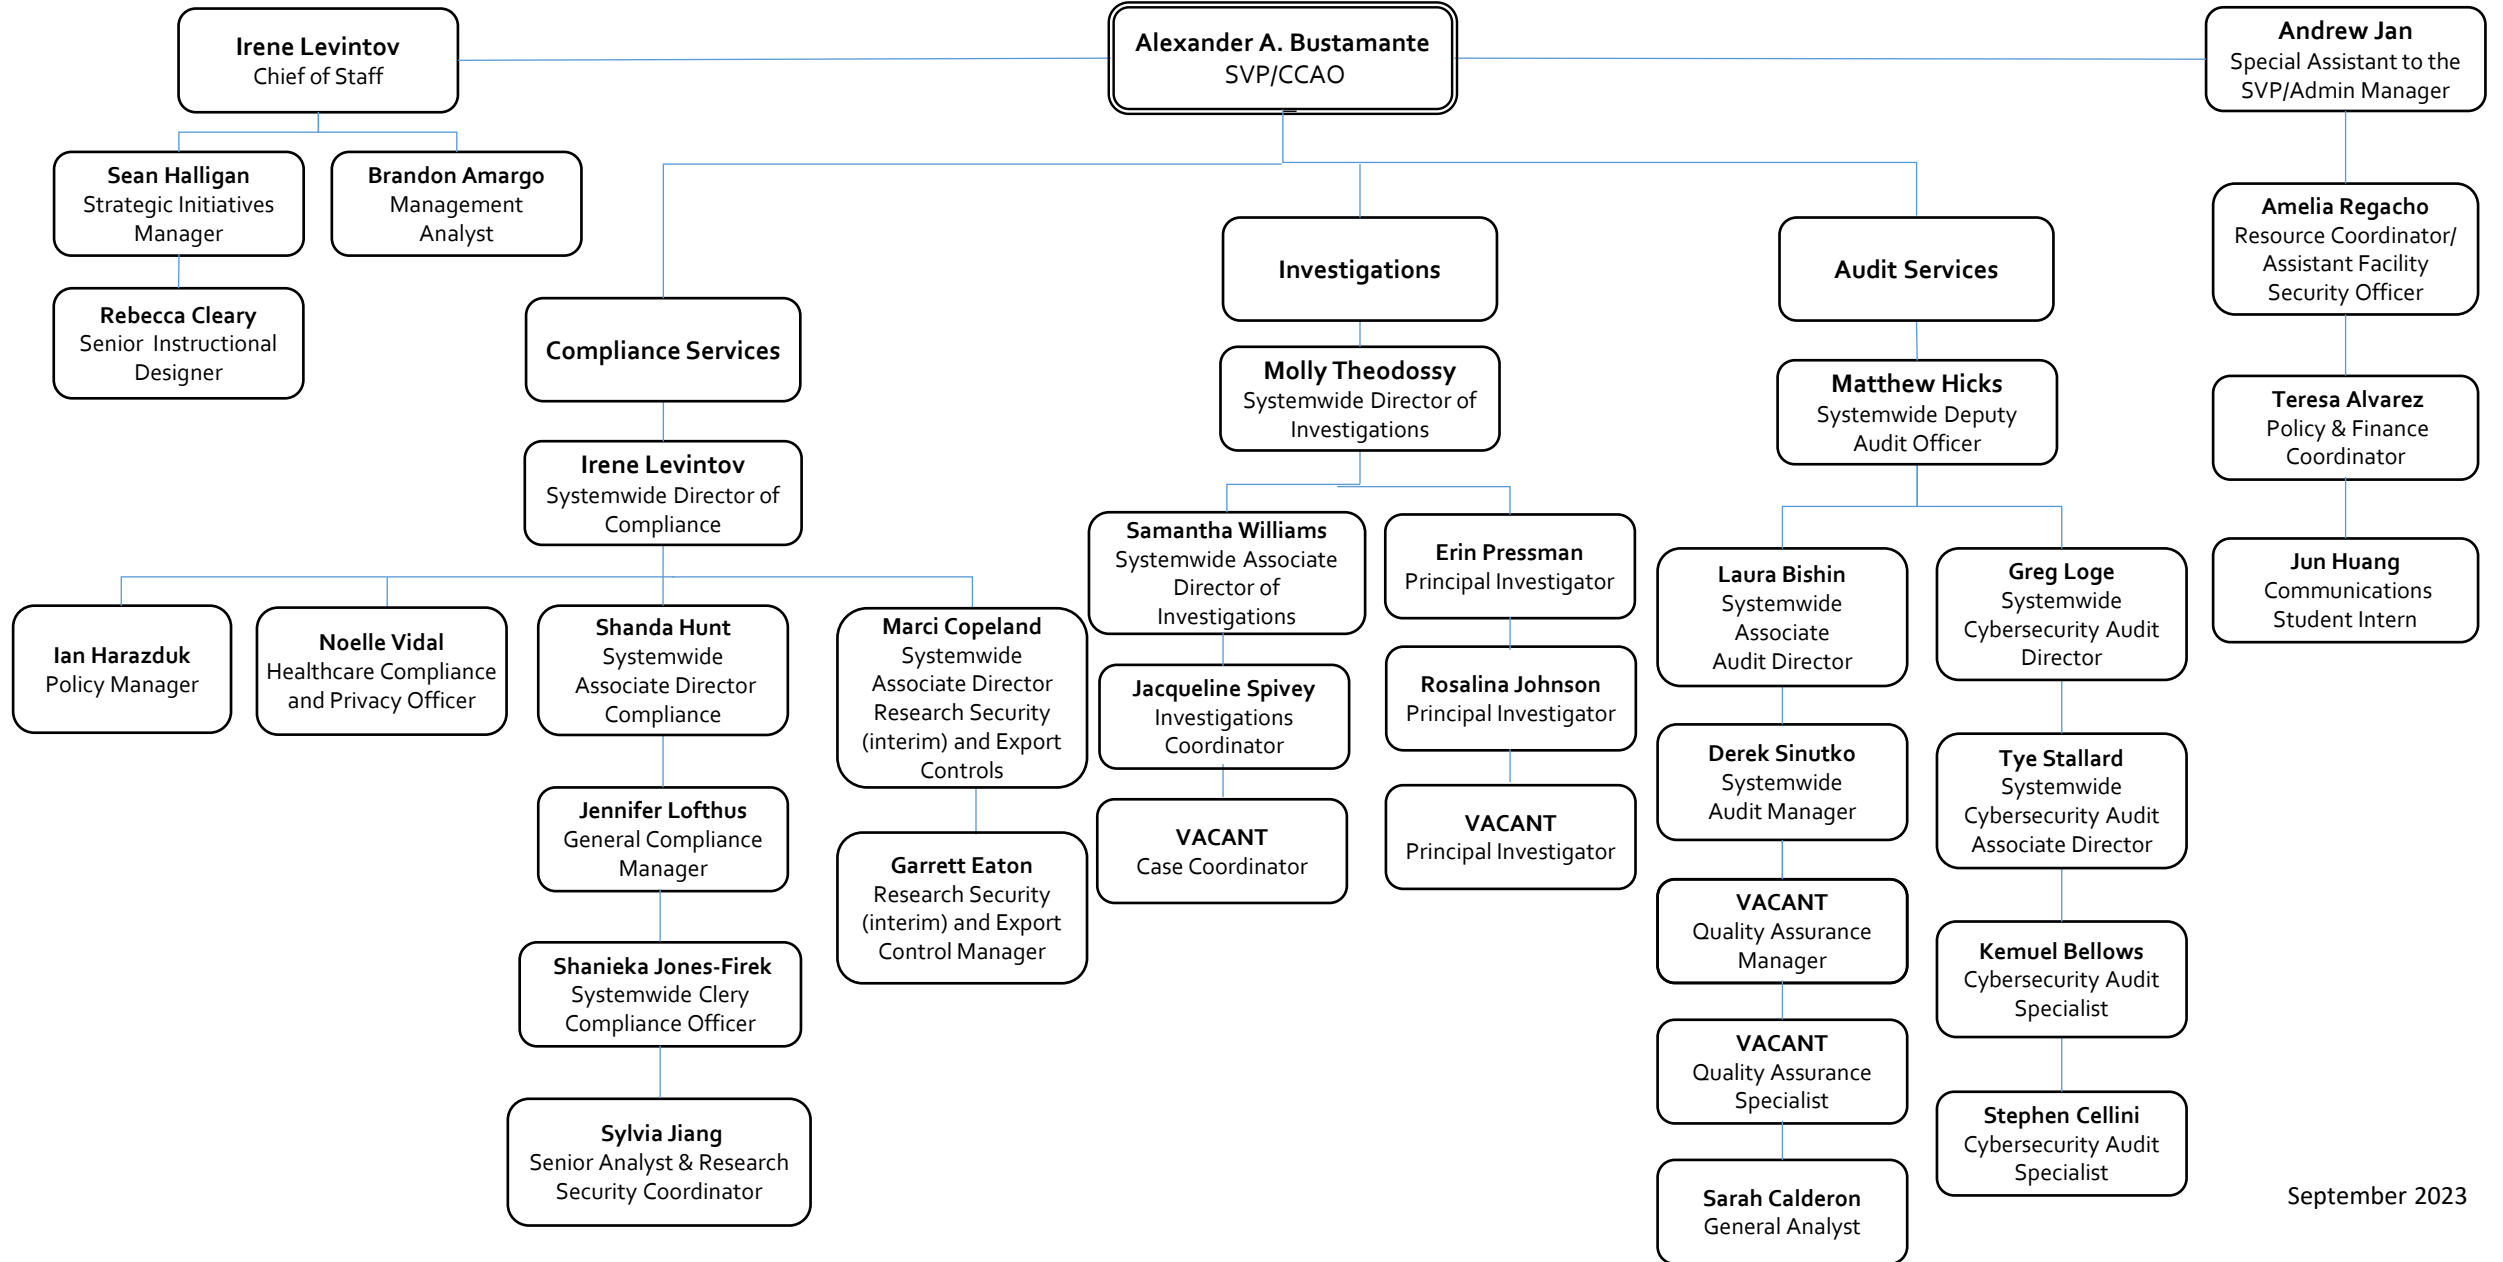 Irene Levintov
Chief of Staff
Alexander A. Bustamante
SVP/CCAO
Andrew Jan
Special Assistant to the
SVP/Admin Manager
Sean Halligan
Strategic Initiatives
Manager
Brandon Amargo
Management
Analyst
Rebecca Cleary
Senior Instructional
Designer
Compliance Services
Irene Levintov
Systemwide Director of
Compliance
Ian Harazduk
Policy Manager
Noelle Vidal
Healthcare Compliance
and Privacy Officer
Shanda Hunt
Systemwide
Associate Director
Compliance
Jennifer Lofthus
General Compliance
Manager
Shanieka Jones-Firek
Systemwide Clery
Compliance Officer
Sylvia Jiang
Senior Analyst & Research
Security Coordinator
Marci Copeland
Systemwide
Associate Director
Research Security
(interim) and Export
Controls
Garrett Eaton
Research Security
(interim) and Export
Control Manager
Investigations
Molly Theodossy
Systemwide Director of
Investigations
Samantha Williams
Systemwide Associate
Director of
Investigations
Jacqueline Spivey
Investigations
Coordinator
VACANT
Case Coordinator
Erin Pressman
Principal Investigator
Rosalina Johnson
Principal Investigator
VACANT
Principal Investigator
Audit Services
Matthew Hicks
Systemwide Deputy
Audit Officer
Laura Bishin
Systemwide
Associate
Audit Director
Derek Sinutko
Systemwide
Audit Manager
VACANT
Quality Assurance
Manager
VACANT
Quality Assurance
Specialist
Sarah Calderon
General Analyst
Greg Loge
Systemwide
Cybersecurity Audit
Director
Tye Stallard
Systemwide
Cybersecurity Audit
Associate Director
Kemuel Bellows
Cybersecurity Audit
Specialist
Stephen Cellini
Cybersecurity Audit
Specialist
Amelia Regacho
Resource Coordinator/
Assistant Facility
Security Officer
Teresa Alvarez
Policy & Finance
Coordinator
Jun Huang
Communications
Student Intern
September 2023